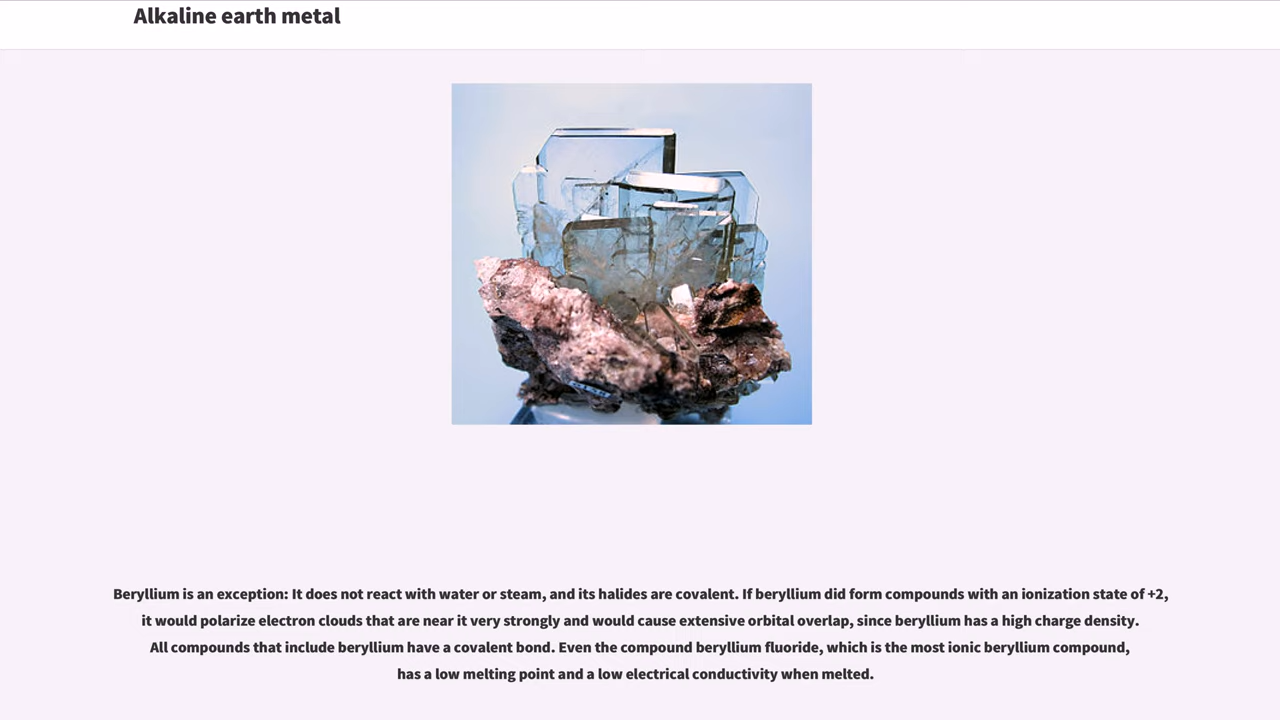 Alkaline earth metal
Beryllium is an exception: It does not react with water or steam, and its halides are covalent. If beryllium did form compounds with an ionization state of +2,
it would polarize electron clouds that are near it very strongly and would cause extensive orbital overlap, since beryllium has a high charge density.
All compounds that include beryllium have a covalent bond. Even the compound beryllium fluoride, which is the most ionic beryllium compound,
has a low melting point and a low electrical conductivity when melted.